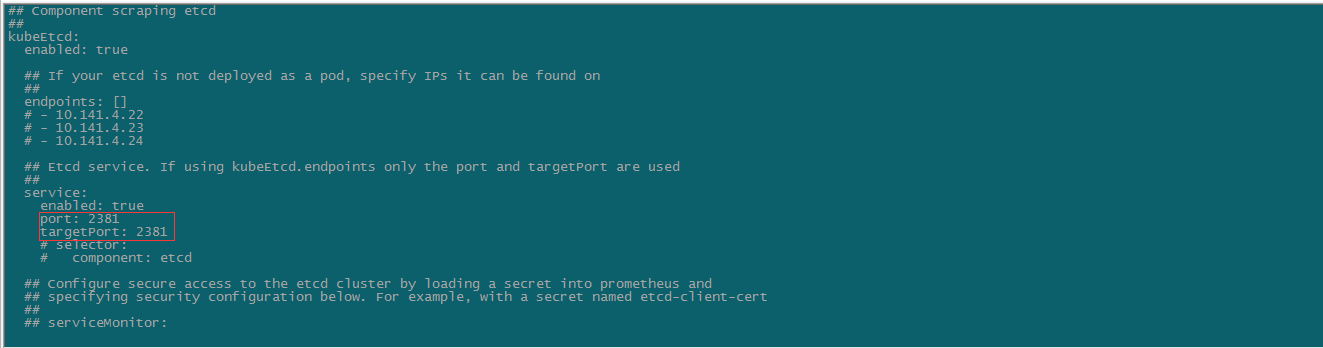 ## Component scraping etcd
##
kubeEtcd:
  enabled: true
  ## If your etcd is not deployed as a pod, specify IPs it can be found on
  ##
  endpoints: []
  # - 10.141.4.22
  # - 10.141.4.23
  # - 10.141.4.24
  ## Etcd service. If using kubeEtcd.endpoints only the port and targetPort are used
  ##
  service:
    enabled: true
    port: 2381
    targetPort: 2381
    # selector:
    #   component: etcd
  ## Configure secure access to the etcd cluster by loading a secret into prometheus and
  ## specifying security configuration below. For example, with a secret named etcd-client-cert
  ##
  ## serviceMonitor: